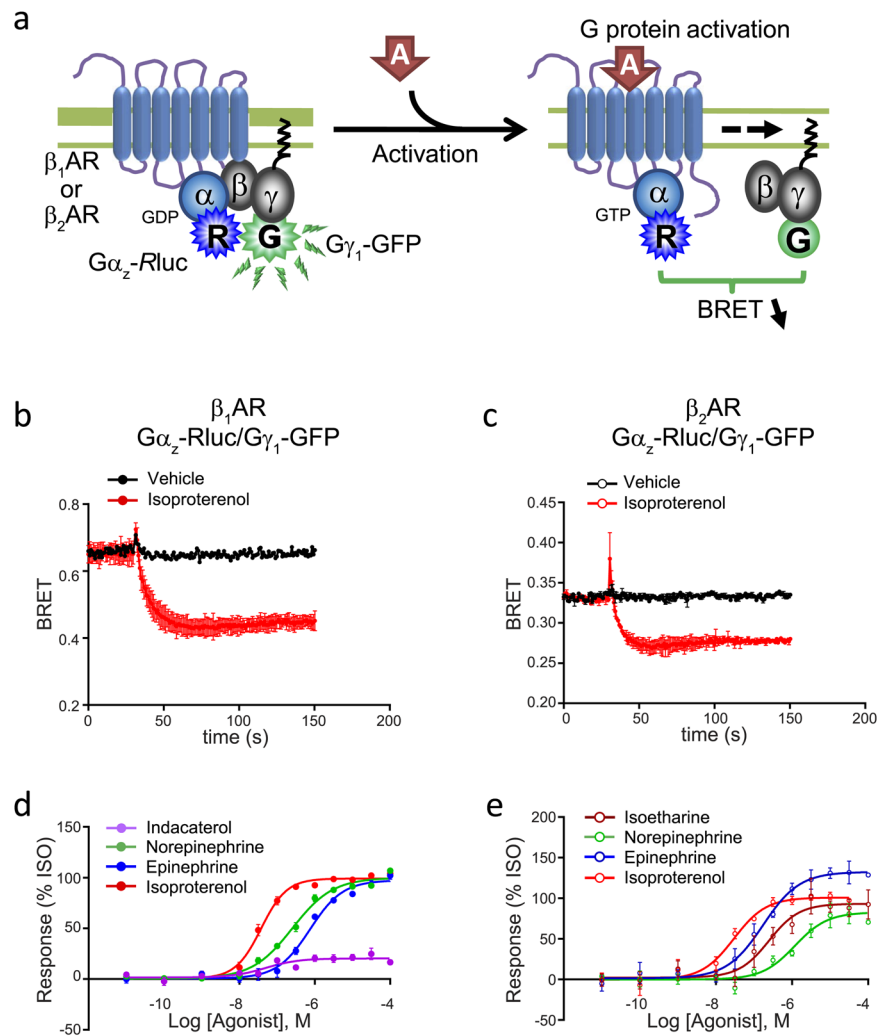 a
G protein activation
A
A
Activation
β₁AR
or
β₂AR
α
β
γ
GDP
R
G
Gαz-Rluc
Gγ₁-GFP
α
β
γ
GTP
R
G
BRET
b
β₁AR
Gαz-Rluc/Gγ₁-GFP
Vehicle
Isoproterenol
0.8
0.6
0.4
0.2
BRET
0
50
100
150
200
time (s)
c
β₂AR
Gαz-Rluc/Gγ₁-GFP
Vehicle
Isoproterenol
0.45
0.40
0.35
0.30
0.25
0.20
BRET
0
50
100
150
200
time (s)
d
Indacaterol
Norepinephrine
Epinephrine
Isoproterenol
150
100
50
0
-50
Response (% ISO)
-10
-8
-6
-4
Log [Agonist], M
e
Isoetharine
Norepinephrine
Epinephrine
Isoproterenol
200
150
100
50
0
-50
Response (% ISO)
-10
-8
-6
-4
Log [Agonist], M